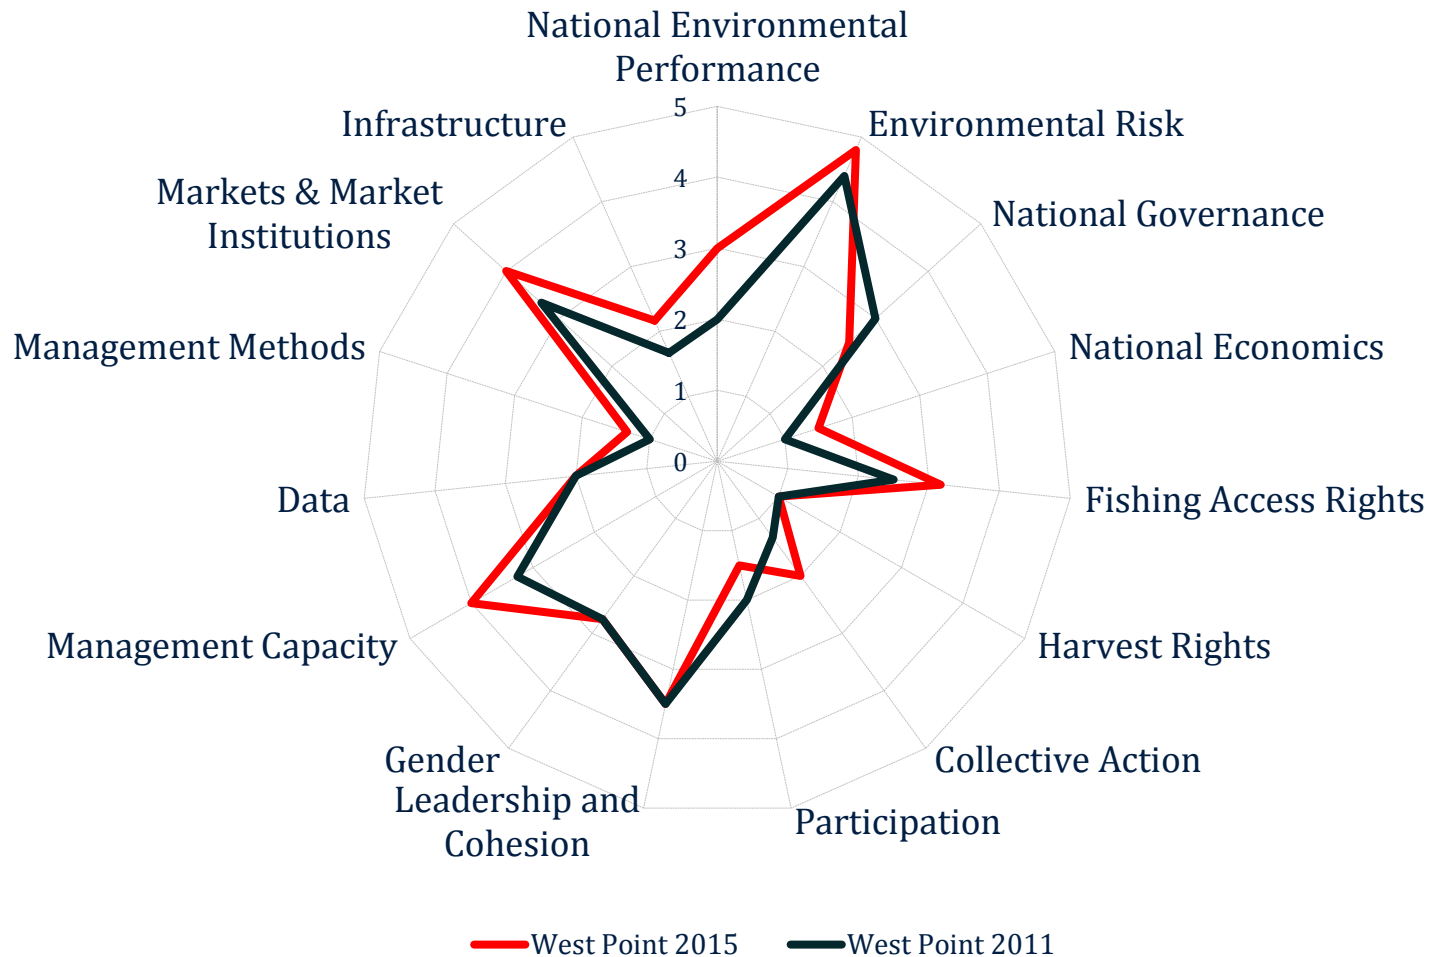 National Environmental
Performance
Environmental Risk
National Governance
National Economics
Fishing Access Rights
Harvest Rights
Collective Action
Participation
Leadership and
Cohesion
Gender
Management Capacity
Data
Management Methods
Markets & Market
Institutions
Infrastructure
5
4
3
2
1
0
West Point 2015
West Point 2011